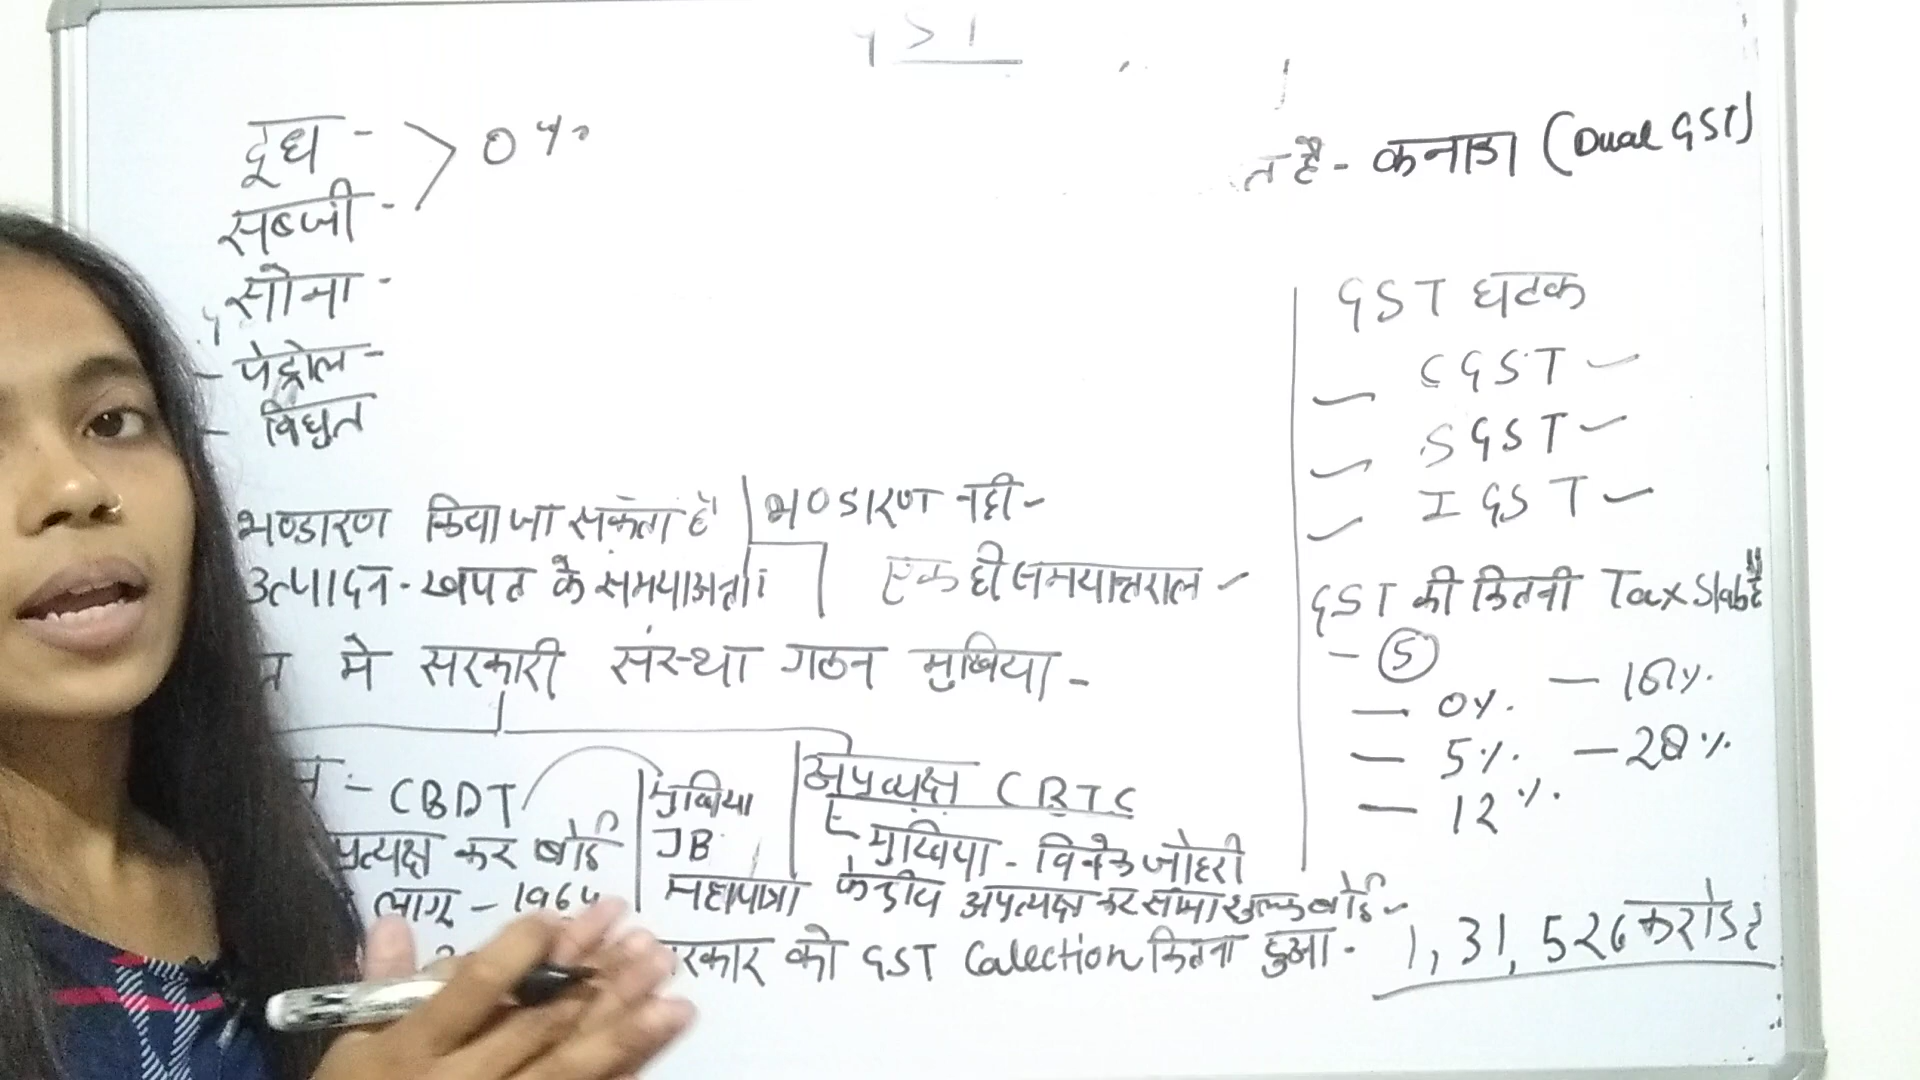 GST
दूध -
0 %
सब्जी -
त है - कनाडा (Dual GST)
सोना -
- पेट्रोल -
- विधुत
GST घटक
CGST
SGST
IGST
भण्डारण किया जा सकता है
भण्डारण नही -
उत्पादन - खपत के
एक ही समयान्तराल
GST की कितनी Tax Slab है
- 5
— 0%. — 18%.
— 5%. — 28%.
— 12%.
मे सरकारी संस्था गठन मुखिया -
:- CBDT
मुखिया
अप्रत्यक्ष CBIC
प्रत्यक्ष कर बोर्ड
JB
मुखिया - विवेक जोहरी
लागू - 1964
महापात्रा
केन्द्रीय अप्रत्यक्ष कर सीमा शुल्क बोर्ड -
रकार को GST Calection कितना हुआ - 1,31,526 करोड